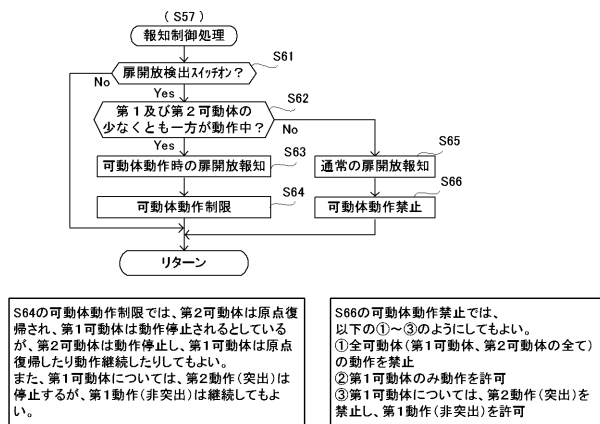 (S57)
報知制御処理
S61
扉開放検出スイッチオン?
No
Yes
S62
第1及び第2可動体の
少なくとも一方が動作中?
No
Yes
S63
可動体動作時の扉開放報知
S65
通常の扉開放報知
S64
可動体動作制限
S66
可動体動作禁止
リターン
S64の可動体動作制限では、第2可動体は原点復
帰され、第1可動体は動作停止されるとしている
が、第2可動体は動作停止し、第1可動体は原点
復帰したり動作継続したりしてもよい。
また、第1可動体については、第2動作(突出)は
停止するが、第1動作(非突出)は継続してもよ
い。
S66の可動体動作禁止では、
以下の①~③のようにしてもよい。
①全可動体(第1可動体、第2可動体の全て)
の動作を禁止
②第1可動体のみ動作を許可
③第1可動体については、第2動作(突出)を
禁止し、第1動作(非突出)を許可